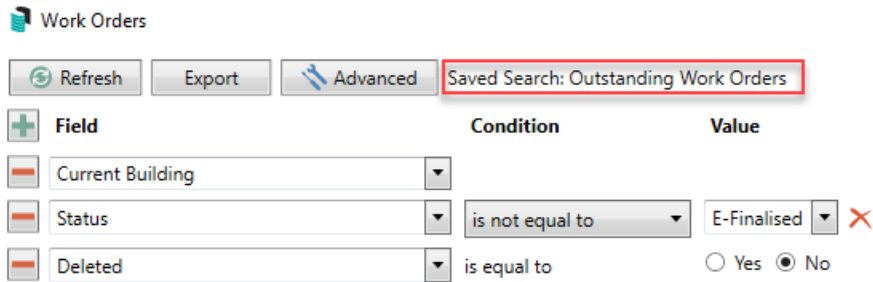 Work Orders
Refresh Export Advanced Saved Search: Outstanding Work Orders
Field Condition Value
Current Building
Status is not equal to E-Finalised
Deleted is equal to Yes No